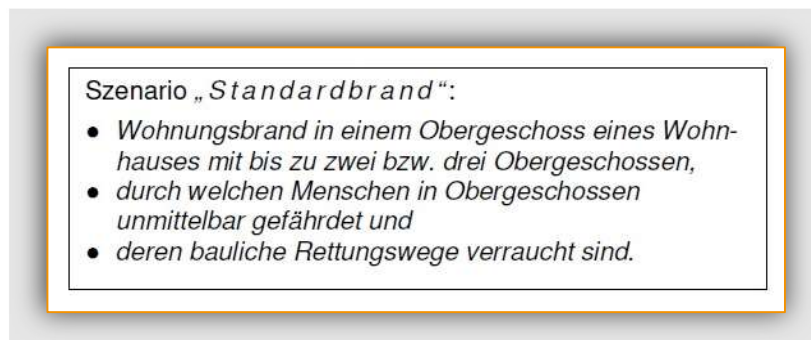 Szenario „Standardbrand“:
● Wohnungsbrand in einem Obergeschoss eines Wohn-
hauses mit bis zu zwei bzw. drei Obergeschossen,
● durch welchen Menschen in Obergeschossen
unmittelbar gefährdet und
● deren bauliche Rettungswege verraucht sind.